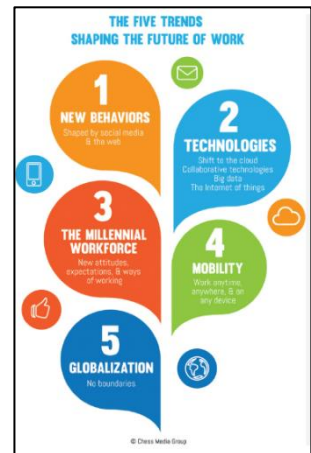 THE FIVE TRENDS
SHAPING THE FUTURE OF WORK
1
NEW BEHAVIORS
Shaped by social media
& the web
2
TECHNOLOGIES
Shift to the cloud
Collaborative technologies
Big data
The Internet of things
3
THE MILLENNIAL
WORKFORCE
New attitudes,
expectations, & ways
of working
4
MOBILITY
Work anytime,
anywhere, & on
any device
5
GLOBALIZATION
No boundaries
© Chess Media Group